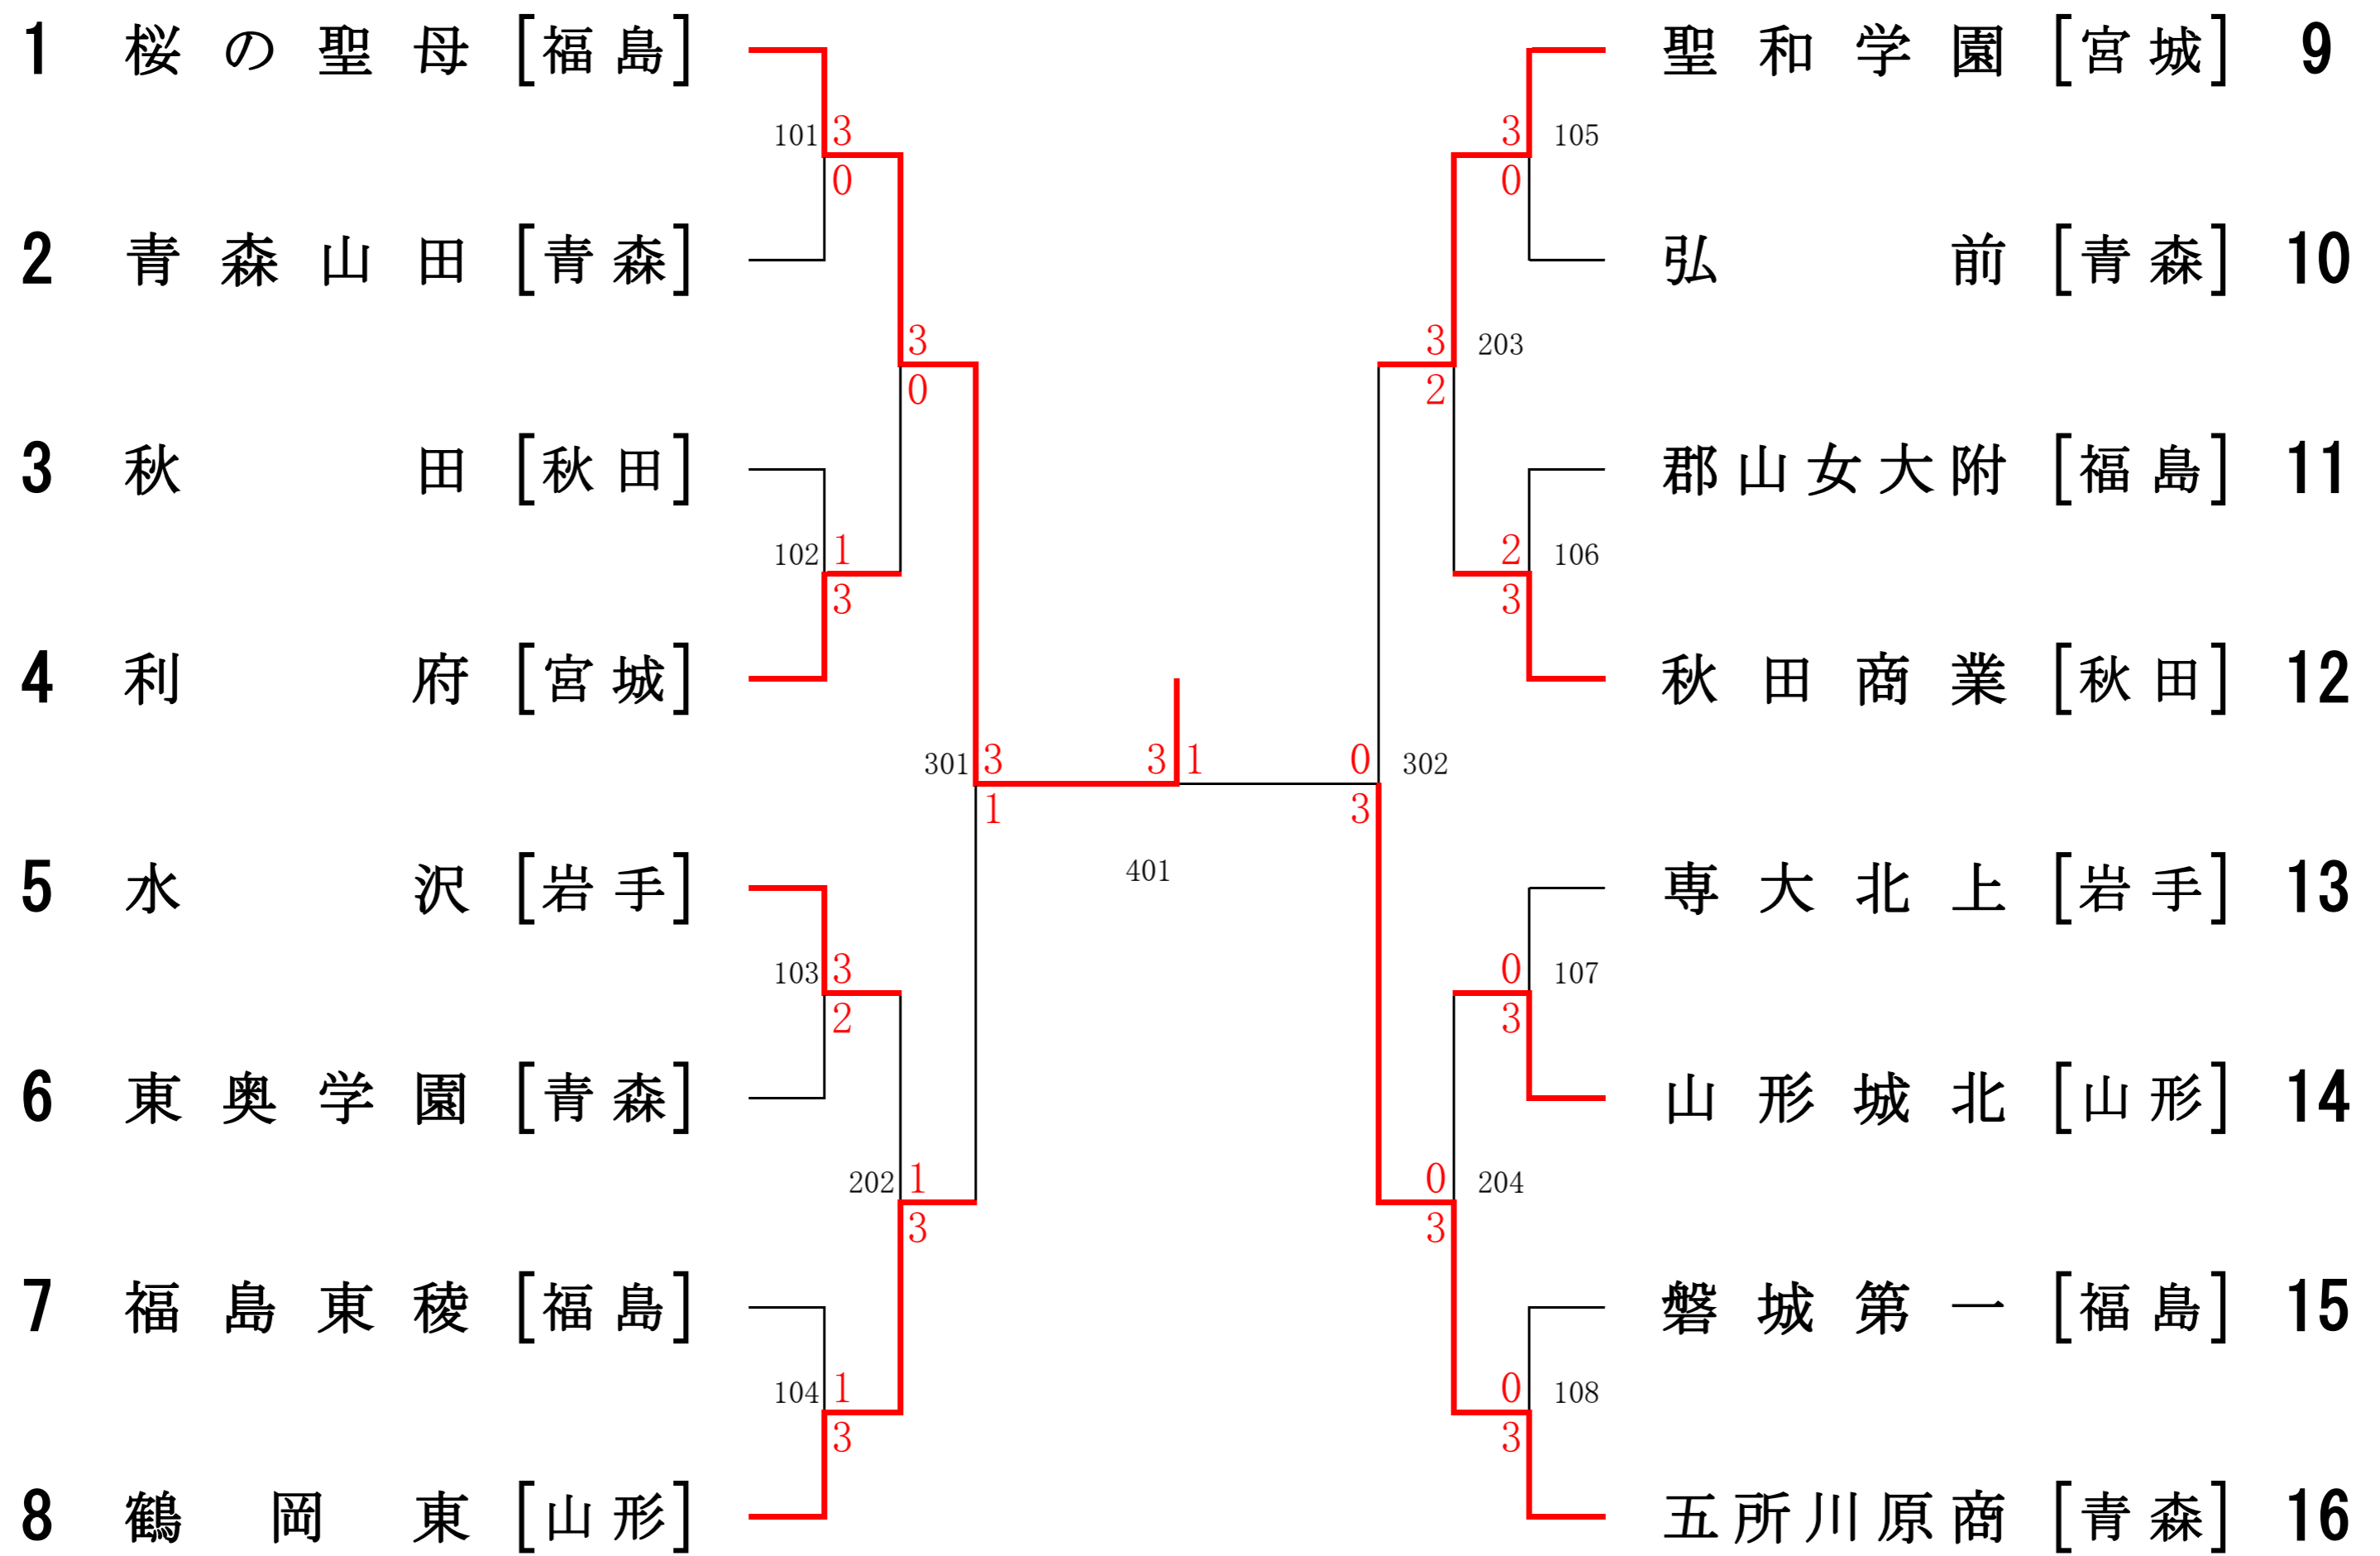 1 桜の聖母 [福島]
聖和学園 [宮城] 9
101 3
3 105
0
0
2 青森山田 [青森]
弘前 [青森] 10
3
3 203
0
2
3 秋田 [秋田]
郡山女大附 [福島] 11
102 1
2 106
3
3
4 利府 [宮城]
秋田商業 [秋田] 12
301 3
3 1
0 302
1
3
401
5 水沢 [岩手]
専大北上 [岩手] 13
103 3
0 107
2
3
6 東奥学園 [青森]
山形城北 [山形] 14
202 1
0 204
3
3
7 福島東稜 [福島]
磐城第一 [福島] 15
104 1
0 108
3
3
8 鶴岡東 [山形]
五所川原商 [青森] 16